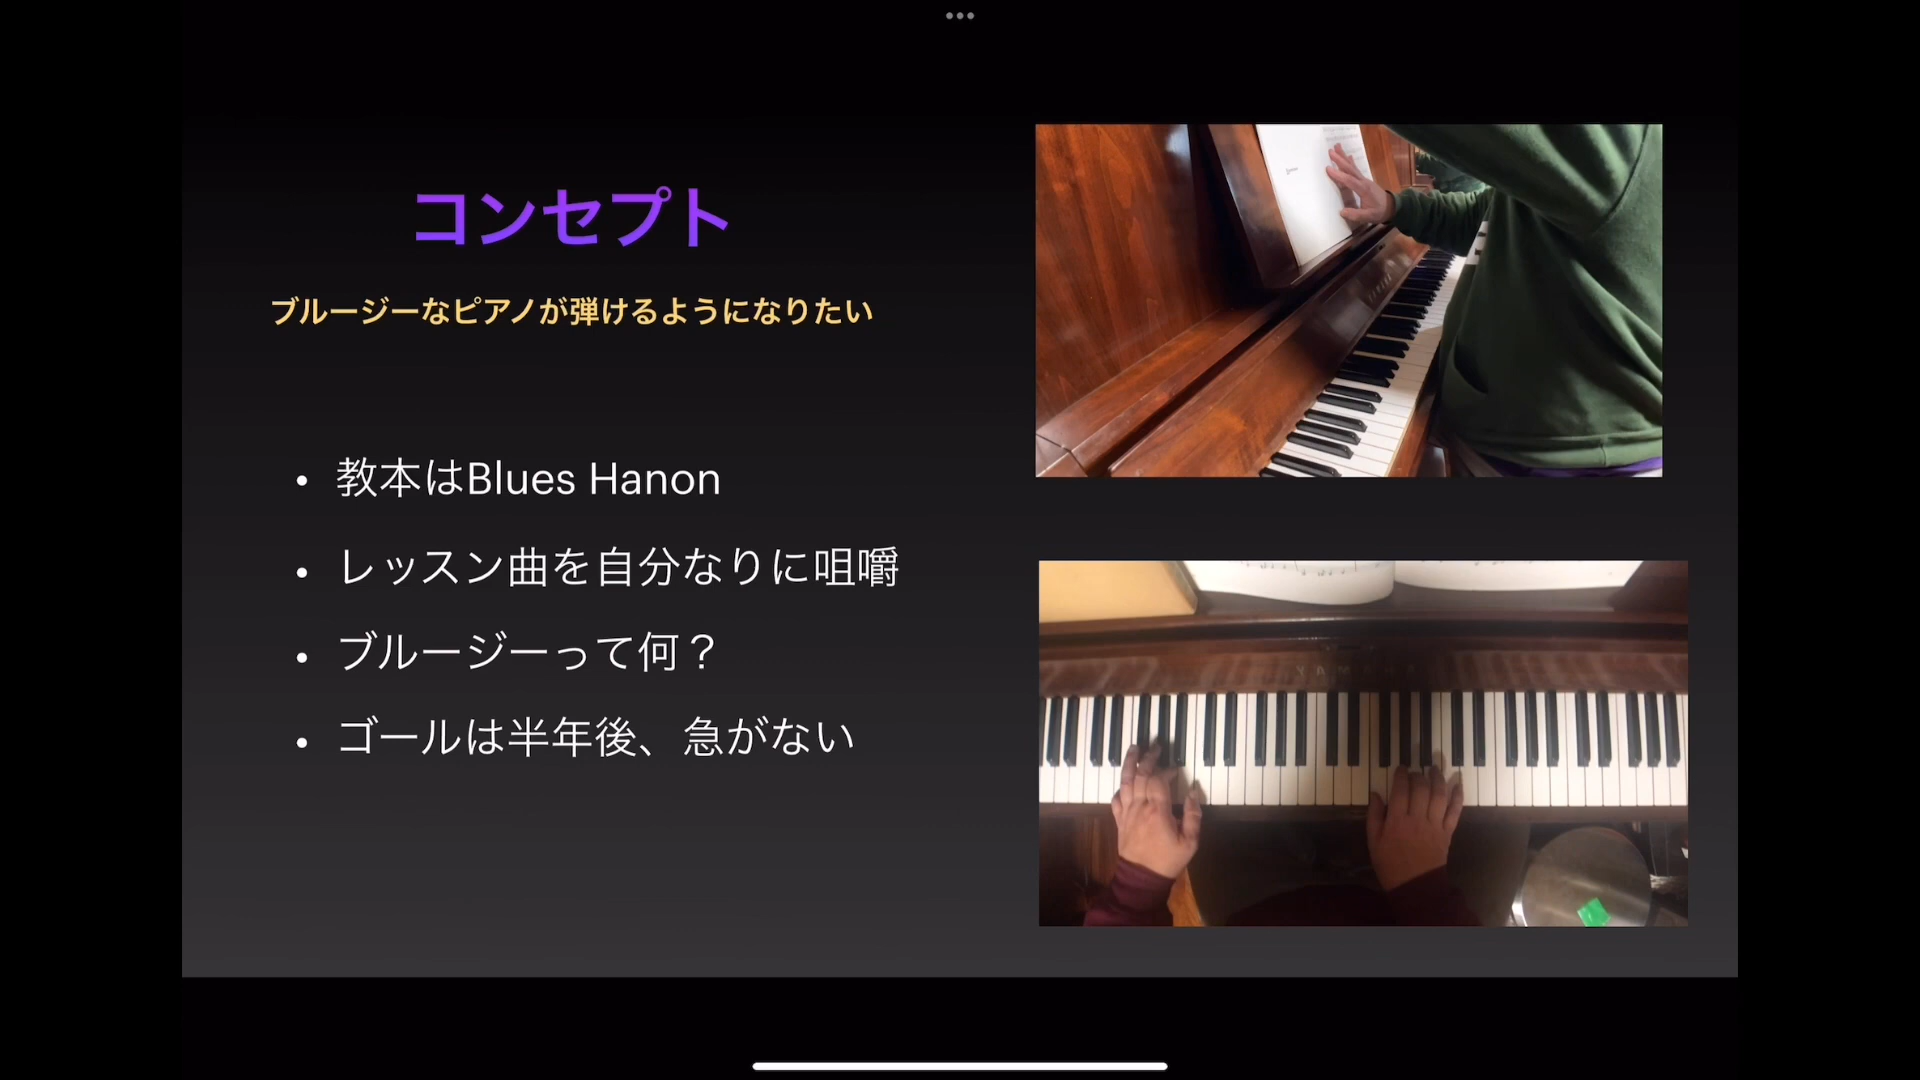 コンセプト
ブルージーなピアノが弾けるようになりたい
• 教本はBlues Hanon
• レッスン曲を自分なりに咀嚼
• ブルージーって何？
• ゴールは半年後、急がない
YAMAHA